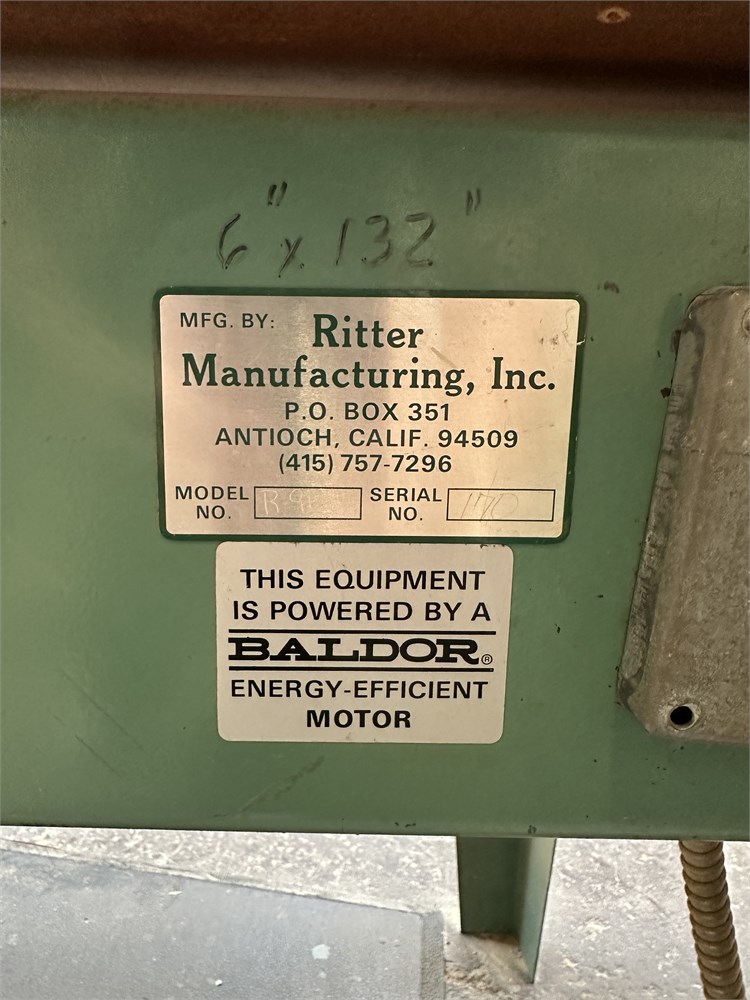 6" x 132"
MFG. BY: Ritter
Manufacturing, Inc.
P.O. BOX 351
ANTIOCH, CALIF. 94509
(415) 757-7296
MODEL NO. SERIAL NO. 170
THIS EQUIPMENT
IS POWERED BY A
BALDOR®
ENERGY-EFFICIENT
MOTOR